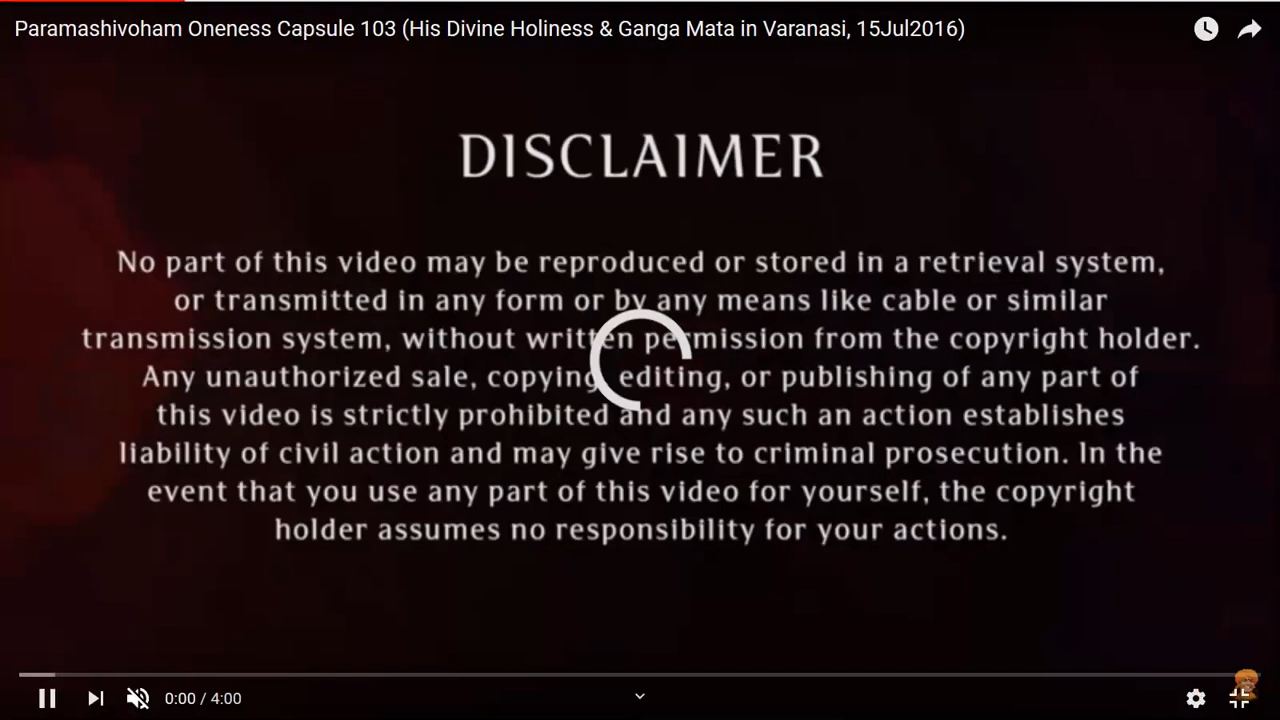 Paramashivoham Oneness Capsule 103 (His Divine Holiness & Ganga Mata in Varanasi, 15Jul2016)
DISCLAIMER
No part of this video may be reproduced or stored in a retrieval system,
or transmitted in any form or by any means like cable or similar
transmission system, without written permission from the copyright holder.
Any unauthorized sale, copying, editing, or publishing of any part of
this video is strictly prohibited and any such an action establishes
liability of civil action and may give rise to criminal prosecution. In the
event that you use any part of this video for yourself, the copyright
holder assumes no responsibility for your actions.
0:00 / 4:00